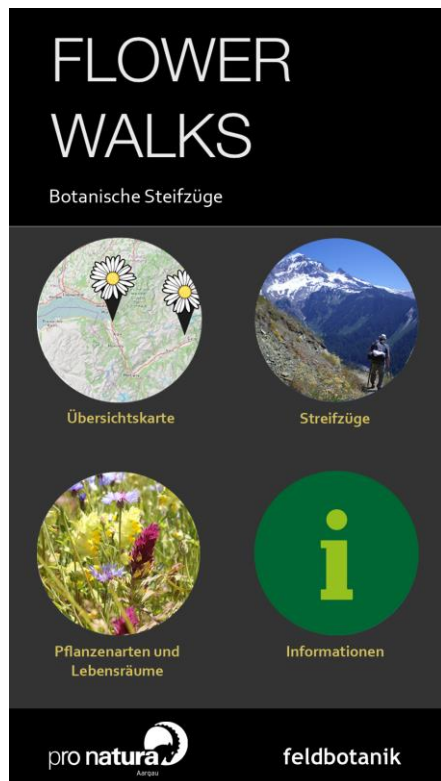 FLOWER
WALKS
Botanische Steifzüge
Übersichtskarte
Streifzüge
Pflanzenarten und
Lebensräume
Informationen
pro natura
Aargau
feldbotanik